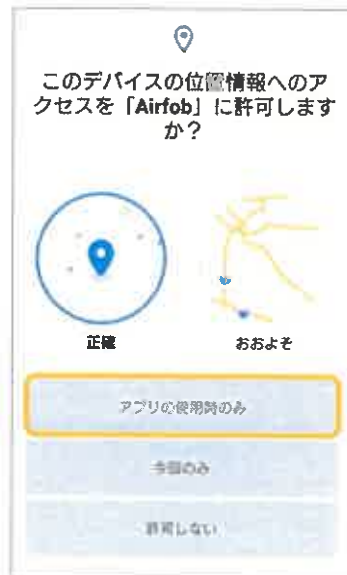 このデバイスの位置情報へのア
クセスを「Airfob」に許可します
か？
正確
おおよそ
アプリの使用時のみ
今回のみ
許可しない